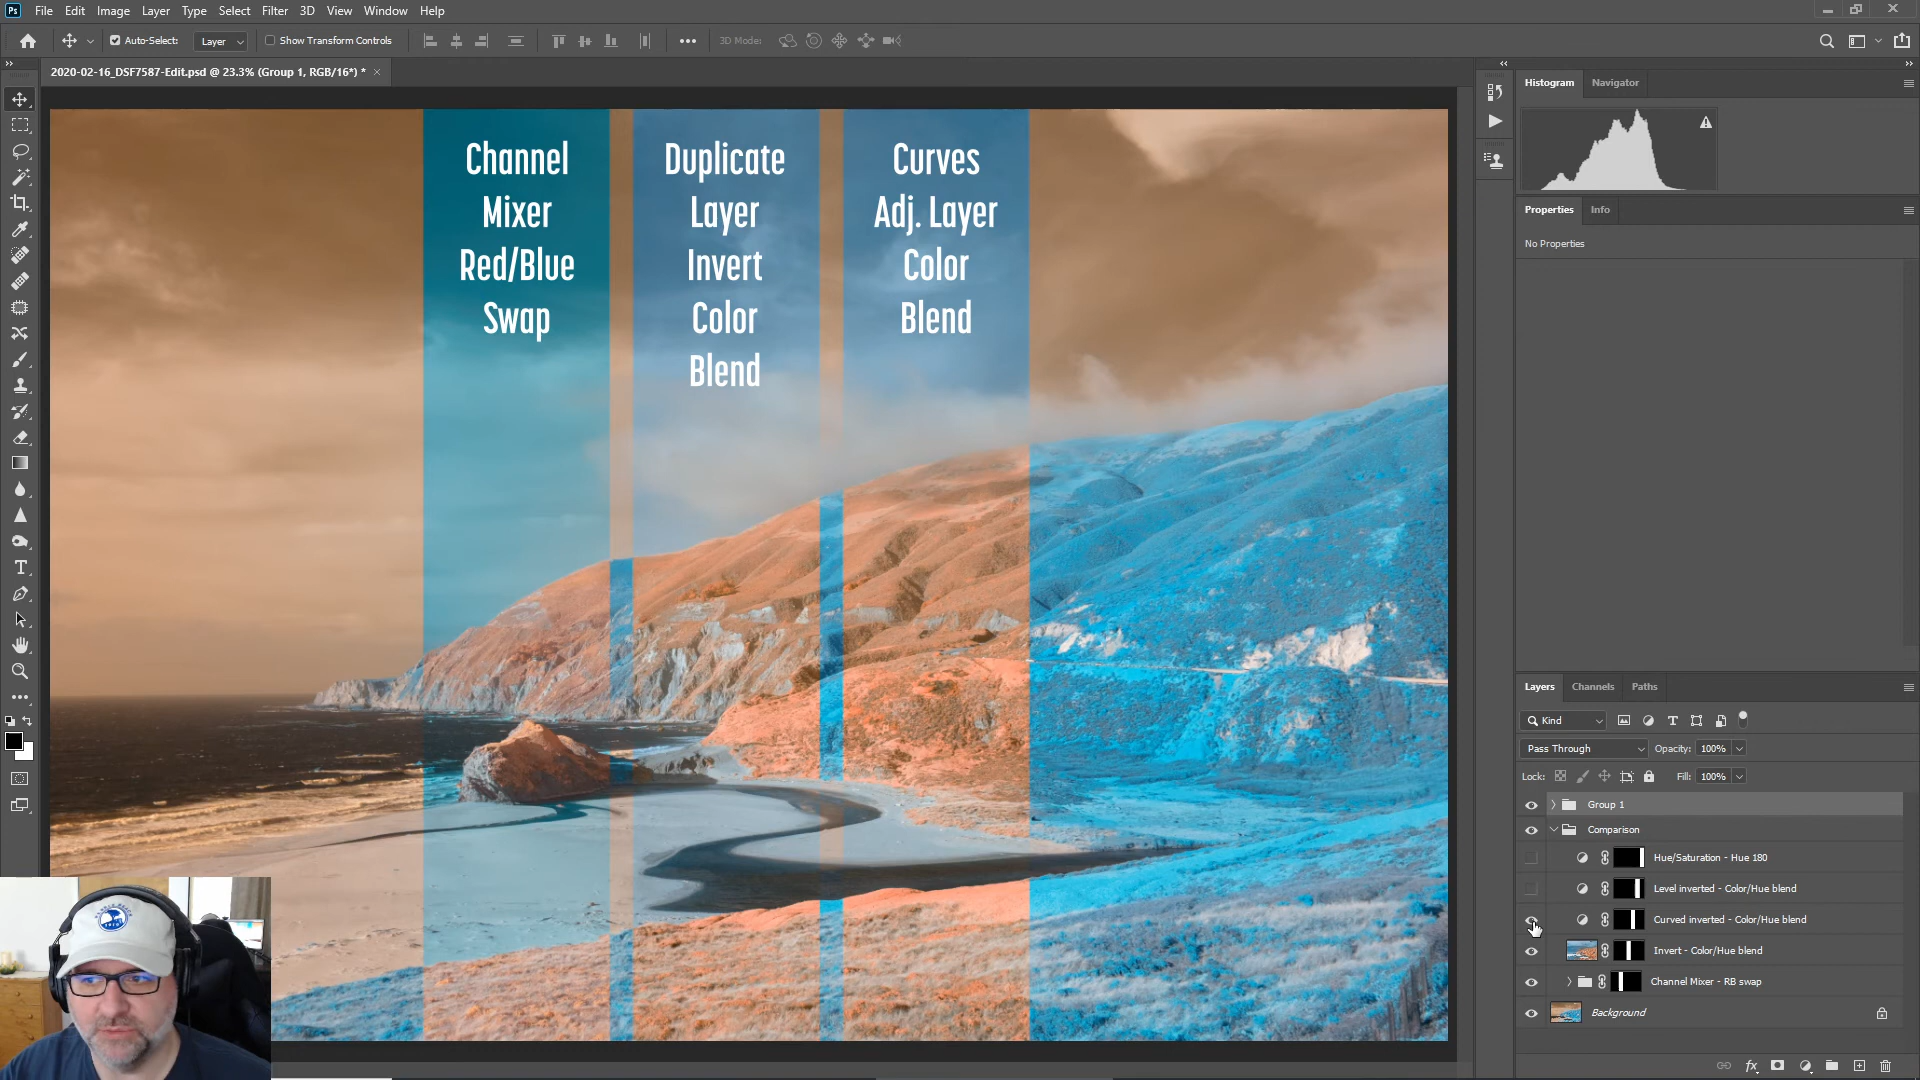 Ps File Edit Image Layer Type Select Filter 3D View Window Help
Auto-Select: Layer Show Transform Controls 3D Mode:
2020-02-16_DSF7587-Edit.psd @ 23.3% (Group 1, RGB/16*) *
Channel
Mixer
Red/Blue
Swap
Duplicate
Layer
Invert
Color
Blend
Curves
Adj. Layer
Color
Blend
Histogram Navigator
Properties Info
No Properties
Layers Channels Paths
Kind
Pass Through Opacity: 100%
Lock: Fill: 100%
Group 1
Comparison
Hue/Saturation - Hue 180
Level inverted - Color/Hue blend
Curved inverted - Color/Hue blend
Invert - Color/Hue blend
Channel Mixer - RB swap
Background